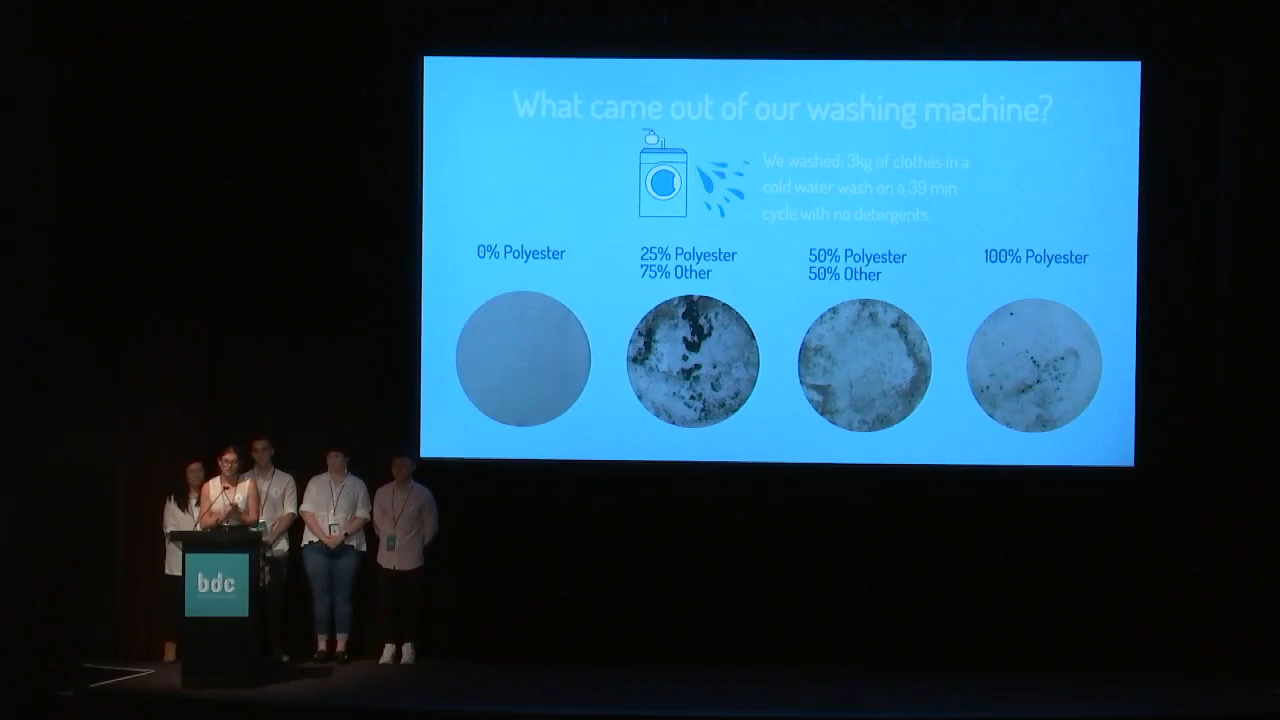 What came out of our washing machine?
We washed: 3kg of clothes in a
cold water wash on a 39 min
cycle with no detergents.
0% Polyester
25% Polyester
75% Other
50% Polyester
50% Other
100% Polyester
bdc